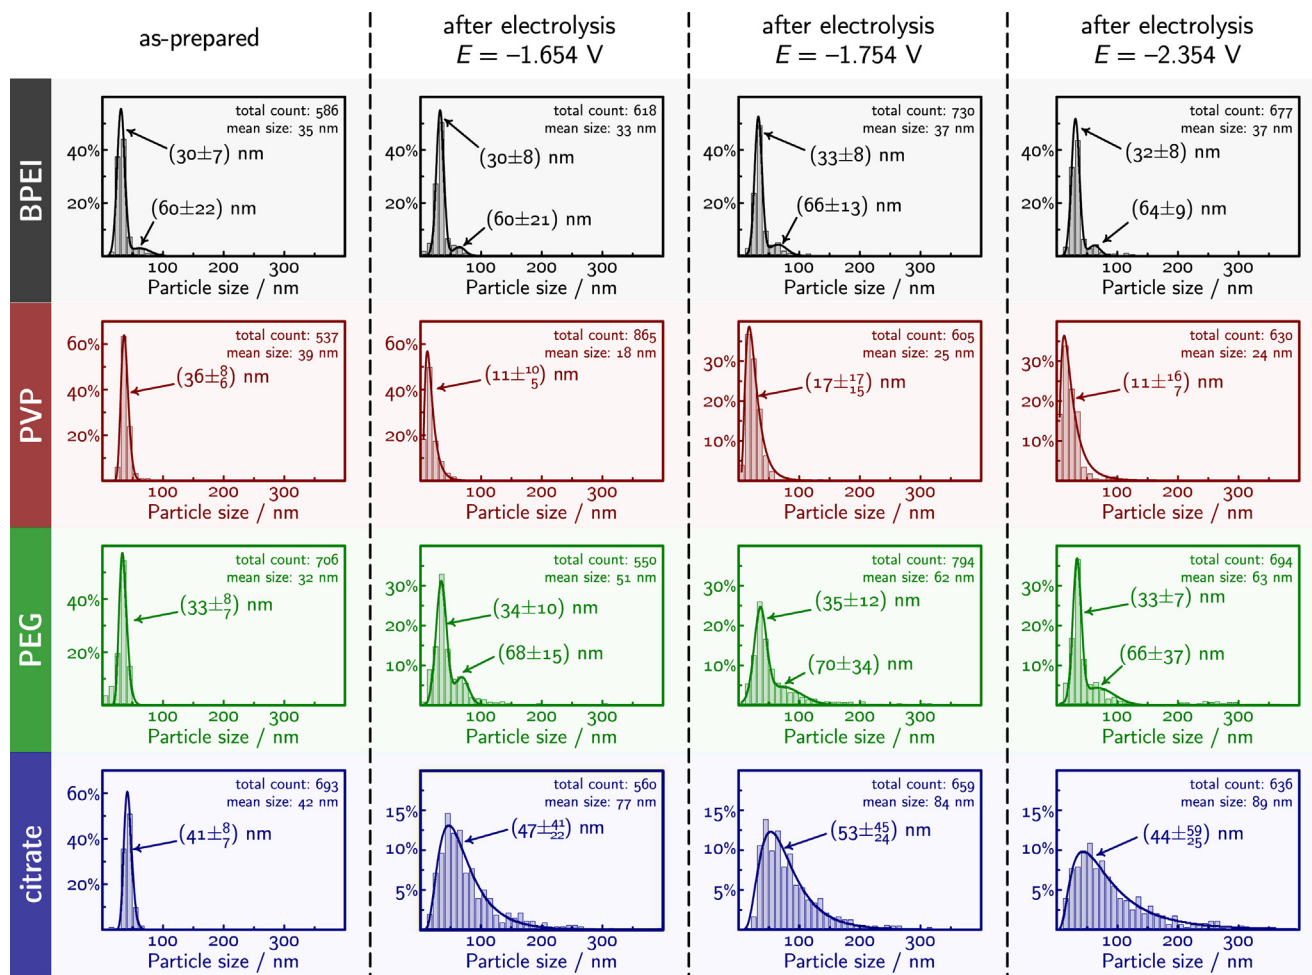 as-prepared
after electrolysis
E = –1.654 V
after electrolysis
E = –1.754 V
after electrolysis
E = –2.354 V
BPEI
total count: 586
mean size: 35 nm
(30±7) nm
(60±22) nm
40%
20%
100 200 300
Particle size / nm
total count: 618
mean size: 33 nm
(30±8) nm
(60±21) nm
40%
20%
100 200 300
Particle size / nm
total count: 730
mean size: 37 nm
(33±8) nm
(66±13) nm
40%
20%
100 200 300
Particle size / nm
total count: 677
mean size: 37 nm
(32±8) nm
(64±9) nm
40%
20%
100 200 300
Particle size / nm
PVP
total count: 537
mean size: 39 nm
(36±8/6) nm
60%
40%
20%
100 200 300
Particle size / nm
total count: 865
mean size: 18 nm
(11±10/5) nm
60%
40%
20%
100 200 300
Particle size / nm
total count: 605
mean size: 25 nm
(17±17/15) nm
30%
20%
10%
100 200 300
Particle size / nm
total count: 630
mean size: 24 nm
(11±16/7) nm
30%
20%
10%
100 200 300
Particle size / nm
PEG
total count: 706
mean size: 32 nm
(33±8/7) nm
40%
20%
100 200 300
Particle size / nm
total count: 550
mean size: 51 nm
(34±10) nm
(68±15) nm
30%
20%
10%
100 200 300
Particle size / nm
total count: 794
mean size: 62 nm
(35±12) nm
(70±34) nm
30%
20%
10%
100 200 300
Particle size / nm
total count: 694
mean size: 63 nm
(33±7) nm
(66±37) nm
30%
20%
10%
100 200 300
Particle size / nm
citrate
total count: 693
mean size: 42 nm
(41±8/7) nm
60%
40%
20%
100 200 300
Particle size / nm
total count: 560
mean size: 77 nm
(47±41/22) nm
15%
10%
5%
100 200 300
Particle size / nm
total count: 659
mean size: 84 nm
(53±45/24) nm
15%
10%
5%
100 200 300
Particle size / nm
total count: 636
mean size: 89 nm
(44±59/25) nm
15%
10%
5%
100 200 300
Particle size / nm